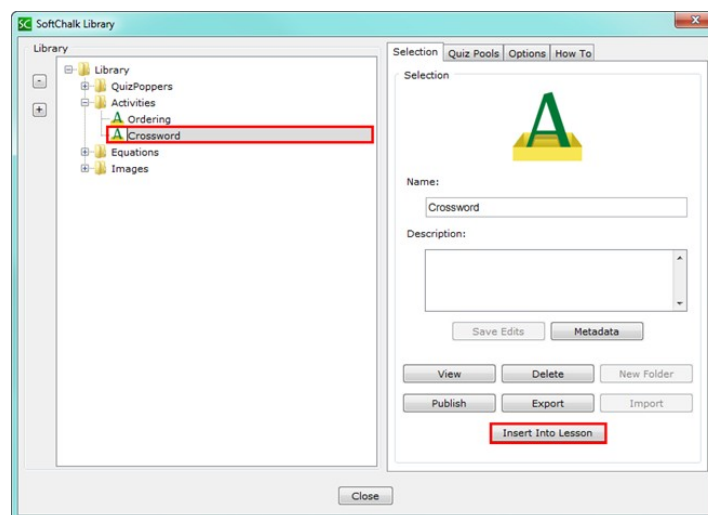 SoftChalk Library
Library
Library
QuizPoppers
Activities
Ordering
Crossword
Equations
Images
Selection Quiz Pools Options How To
Selection
Name:
Crossword
Description:
Save Edits Metadata
View Delete New Folder
Publish Export Import
Insert Into Lesson
Close